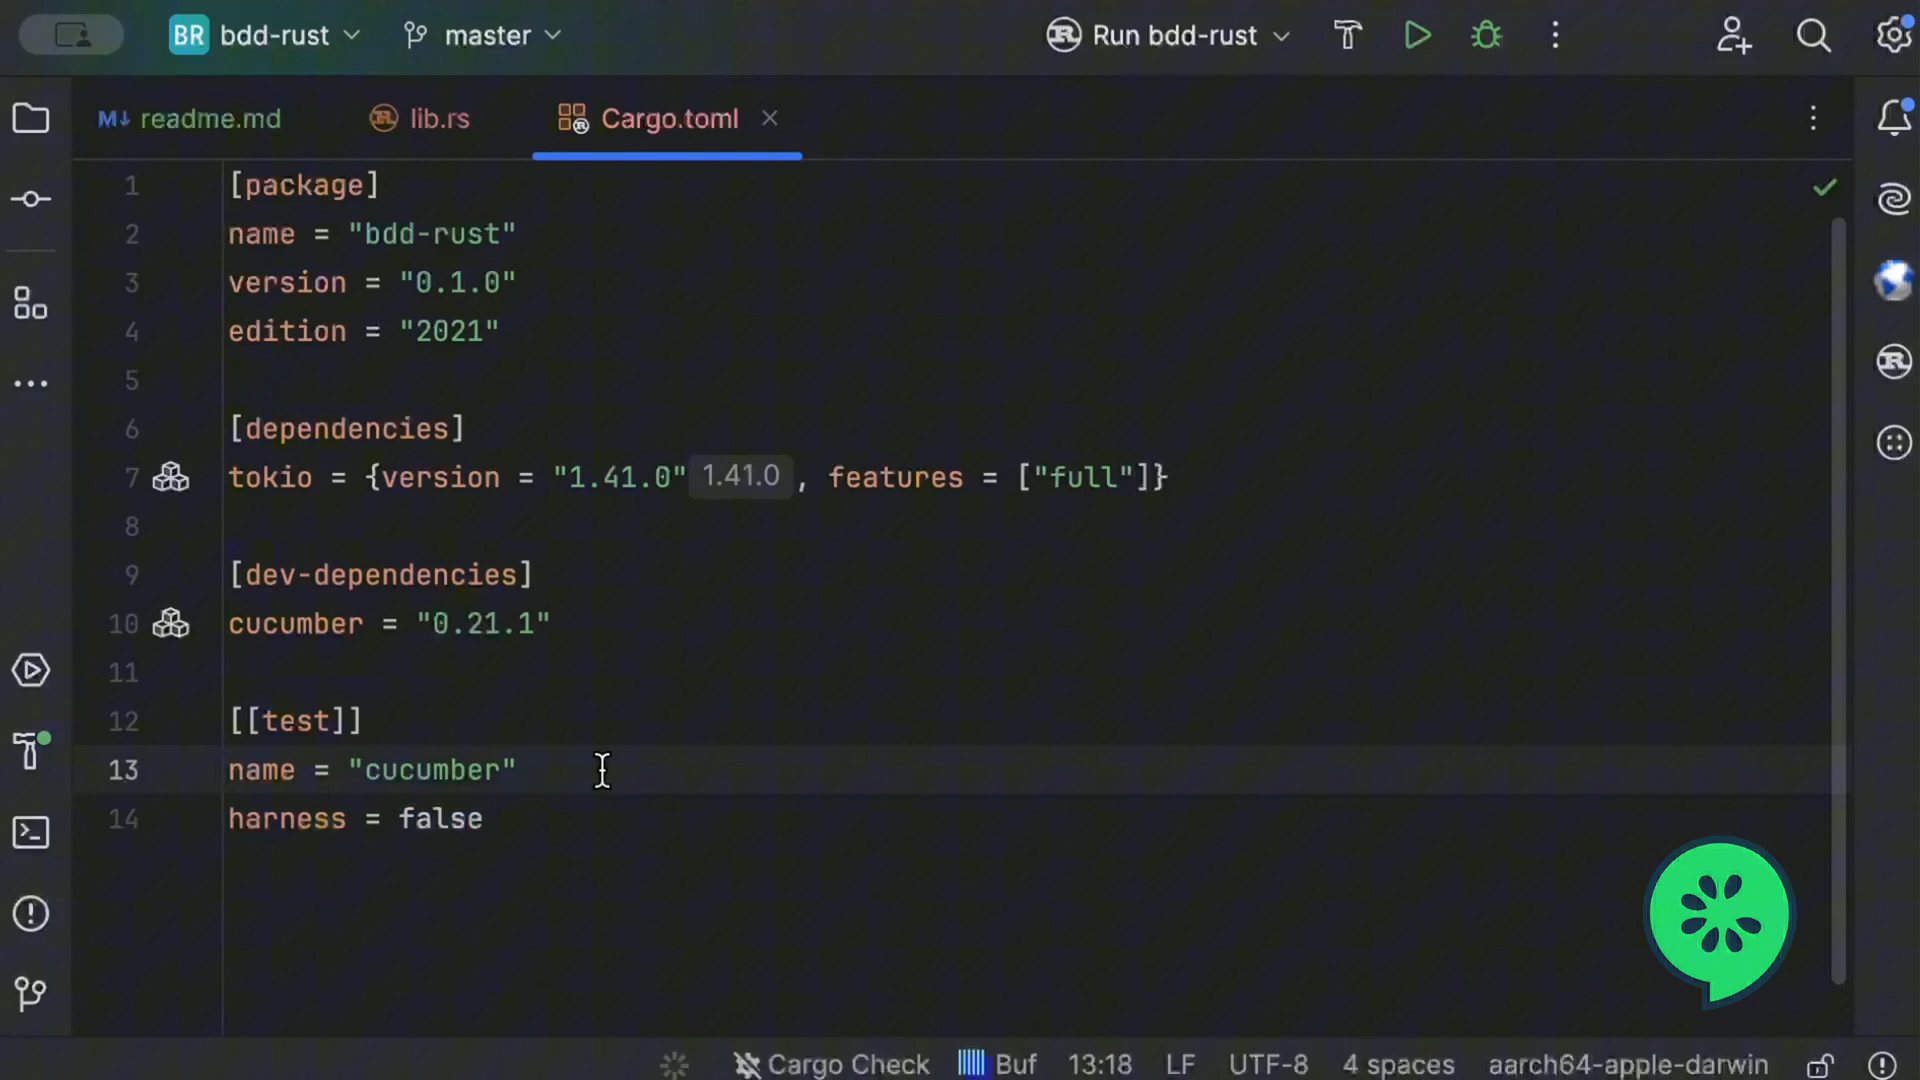 BR bdd-rust master Run bdd-rust
M↓ readme.md lib.rs Cargo.toml
1 [package]
2 name = "bdd-rust"
3 version = "0.1.0"
4 edition = "2021"
5
6 [dependencies]
7 tokio = {version = "1.41.0" 1.41.0 , features = ["full"]}
8
9 [dev-dependencies]
10 cucumber = "0.21.1"
11
12 [[test]]
13 name = "cucumber"
14 harness = false
Cargo Check Buf 13:18 LF UTF-8 4 spaces aarch64-apple-darwin